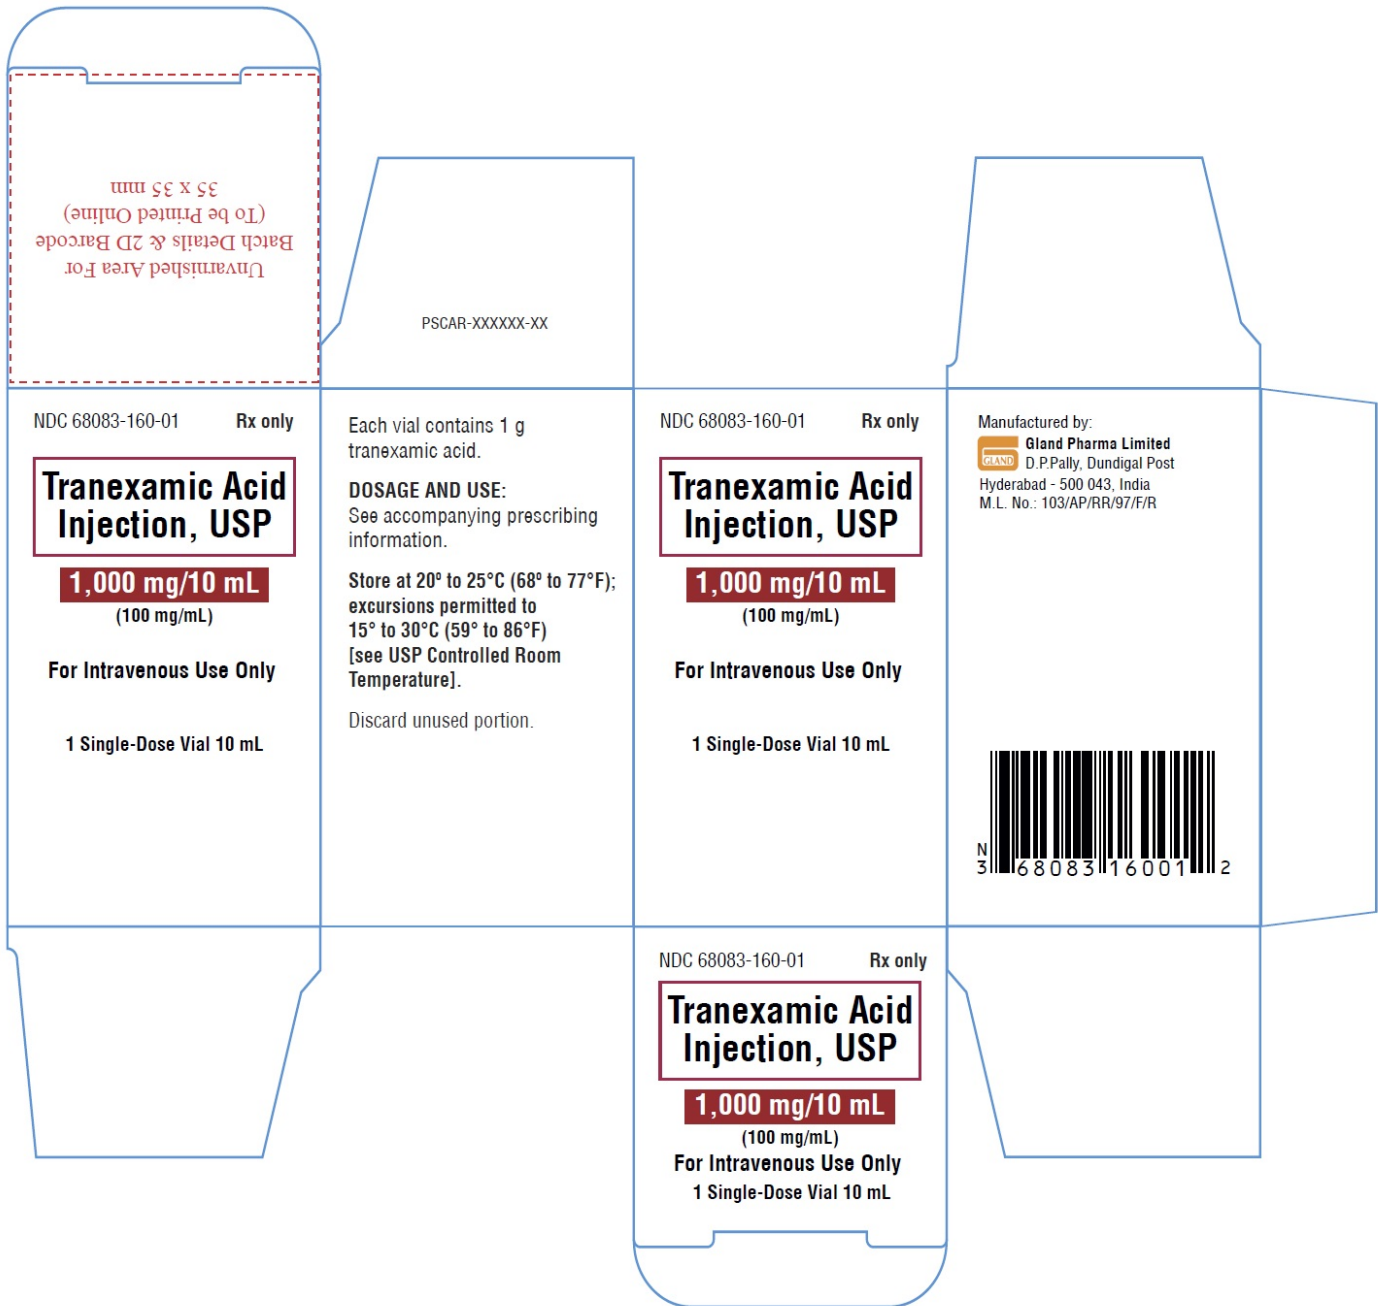 Unvarnished Area For
Batch Details & 2D Barcode
(To be Printed Online)
35 x 35 mm
PSCAR-XXXXXX-XX
NDC 68083-160-01 Rx only
Tranexamic Acid
Injection, USP
1,000 mg/10 mL
(100 mg/mL)
For Intravenous Use Only
1 Single-Dose Vial 10 mL
Each vial contains 1 g
tranexamic acid.
DOSAGE AND USE:
See accompanying prescribing
information.
Store at 20º to 25°C (68º to 77°F);
excursions permitted to
15° to 30°C (59° to 86°F)
[see USP Controlled Room
Temperature].
Discard unused portion.
NDC 68083-160-01 Rx only
Tranexamic Acid
Injection, USP
1,000 mg/10 mL
(100 mg/mL)
For Intravenous Use Only
1 Single-Dose Vial 10 mL
Manufactured by:
GLAND
Gland Pharma Limited
D.P.Pally, Dundigal Post
Hyderabad - 500 043, India
M.L. No.: 103/AP/RR/97/F/R
N
3 68083 16001 2
NDC 68083-160-01 Rx only
Tranexamic Acid
Injection, USP
1,000 mg/10 mL
(100 mg/mL)
For Intravenous Use Only
1 Single-Dose Vial 10 mL